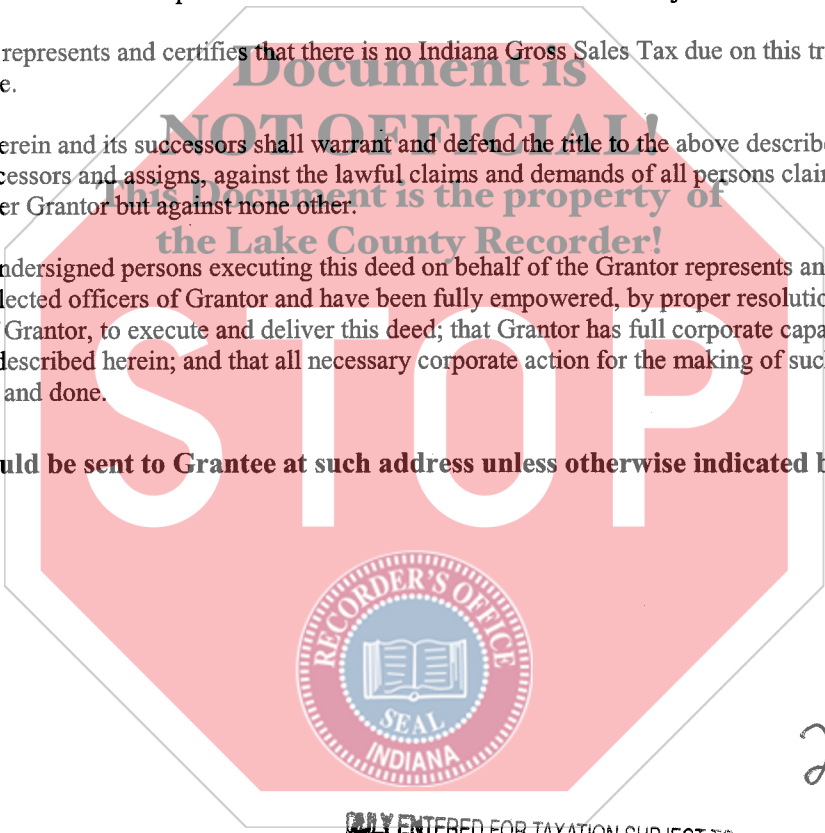 represents and certifies that there is no Indiana Gross Sales Tax due on this tr
e.
Document is
NOT OFFICIAL!
erein and its successors shall warrant and defend the title to the above describe
cessors and assigns, against the lawful claims and demands of all persons clai
This Document is the property of
er Grantor but against none other.
the Lake County Recorder!
ndersigned persons executing this deed on behalf of the Grantor represents an
lected officers of Grantor and have been fully empowered, by proper resolutio
Grantor, to execute and deliver this deed; that Grantor has full corporate capa
described herein; and that all necessary corporate action for the making of suc
and done.
STOP
uld be sent to Grantee at such address unless otherwise indicated b
RECORDER'S OFFICE
SEAL
INDIANA
2
DULY ENTERED FOR TAXATION SUBJECT TO